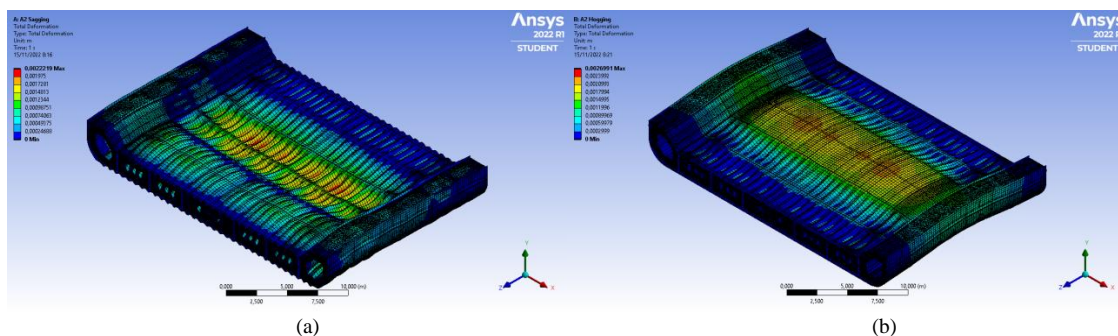 A: A2 Sagging
Total Deformation
Type: Total Deformation
Unit: m
Time: 1 s
15/11/2022 9:16
0,0022219 Max
0,001975
0,0017281
0,0014813
0,0012344
0,00098751
0,00074063
0,00049375
0,00024688
0 Min
Ansys
2022 R1
STUDENT
0,000
5,000
10,000 (m)
2,500
7,500
Y
Z
X
(a)
B: A2 Hogging
Total Deformation
Type: Total Deformation
Unit: m
Time: 1 s
15/11/2022 9:21
0,0026991 Max
0,0023992
0,0020993
0,0017994
0,0014995
0,0011996
0,00089969
0,00059979
0,0002999
0 Min
Ansys
2022 R1
STUDENT
0,000
5,000
10,000 (m)
2,500
7,500
Y
Z
X
(b)